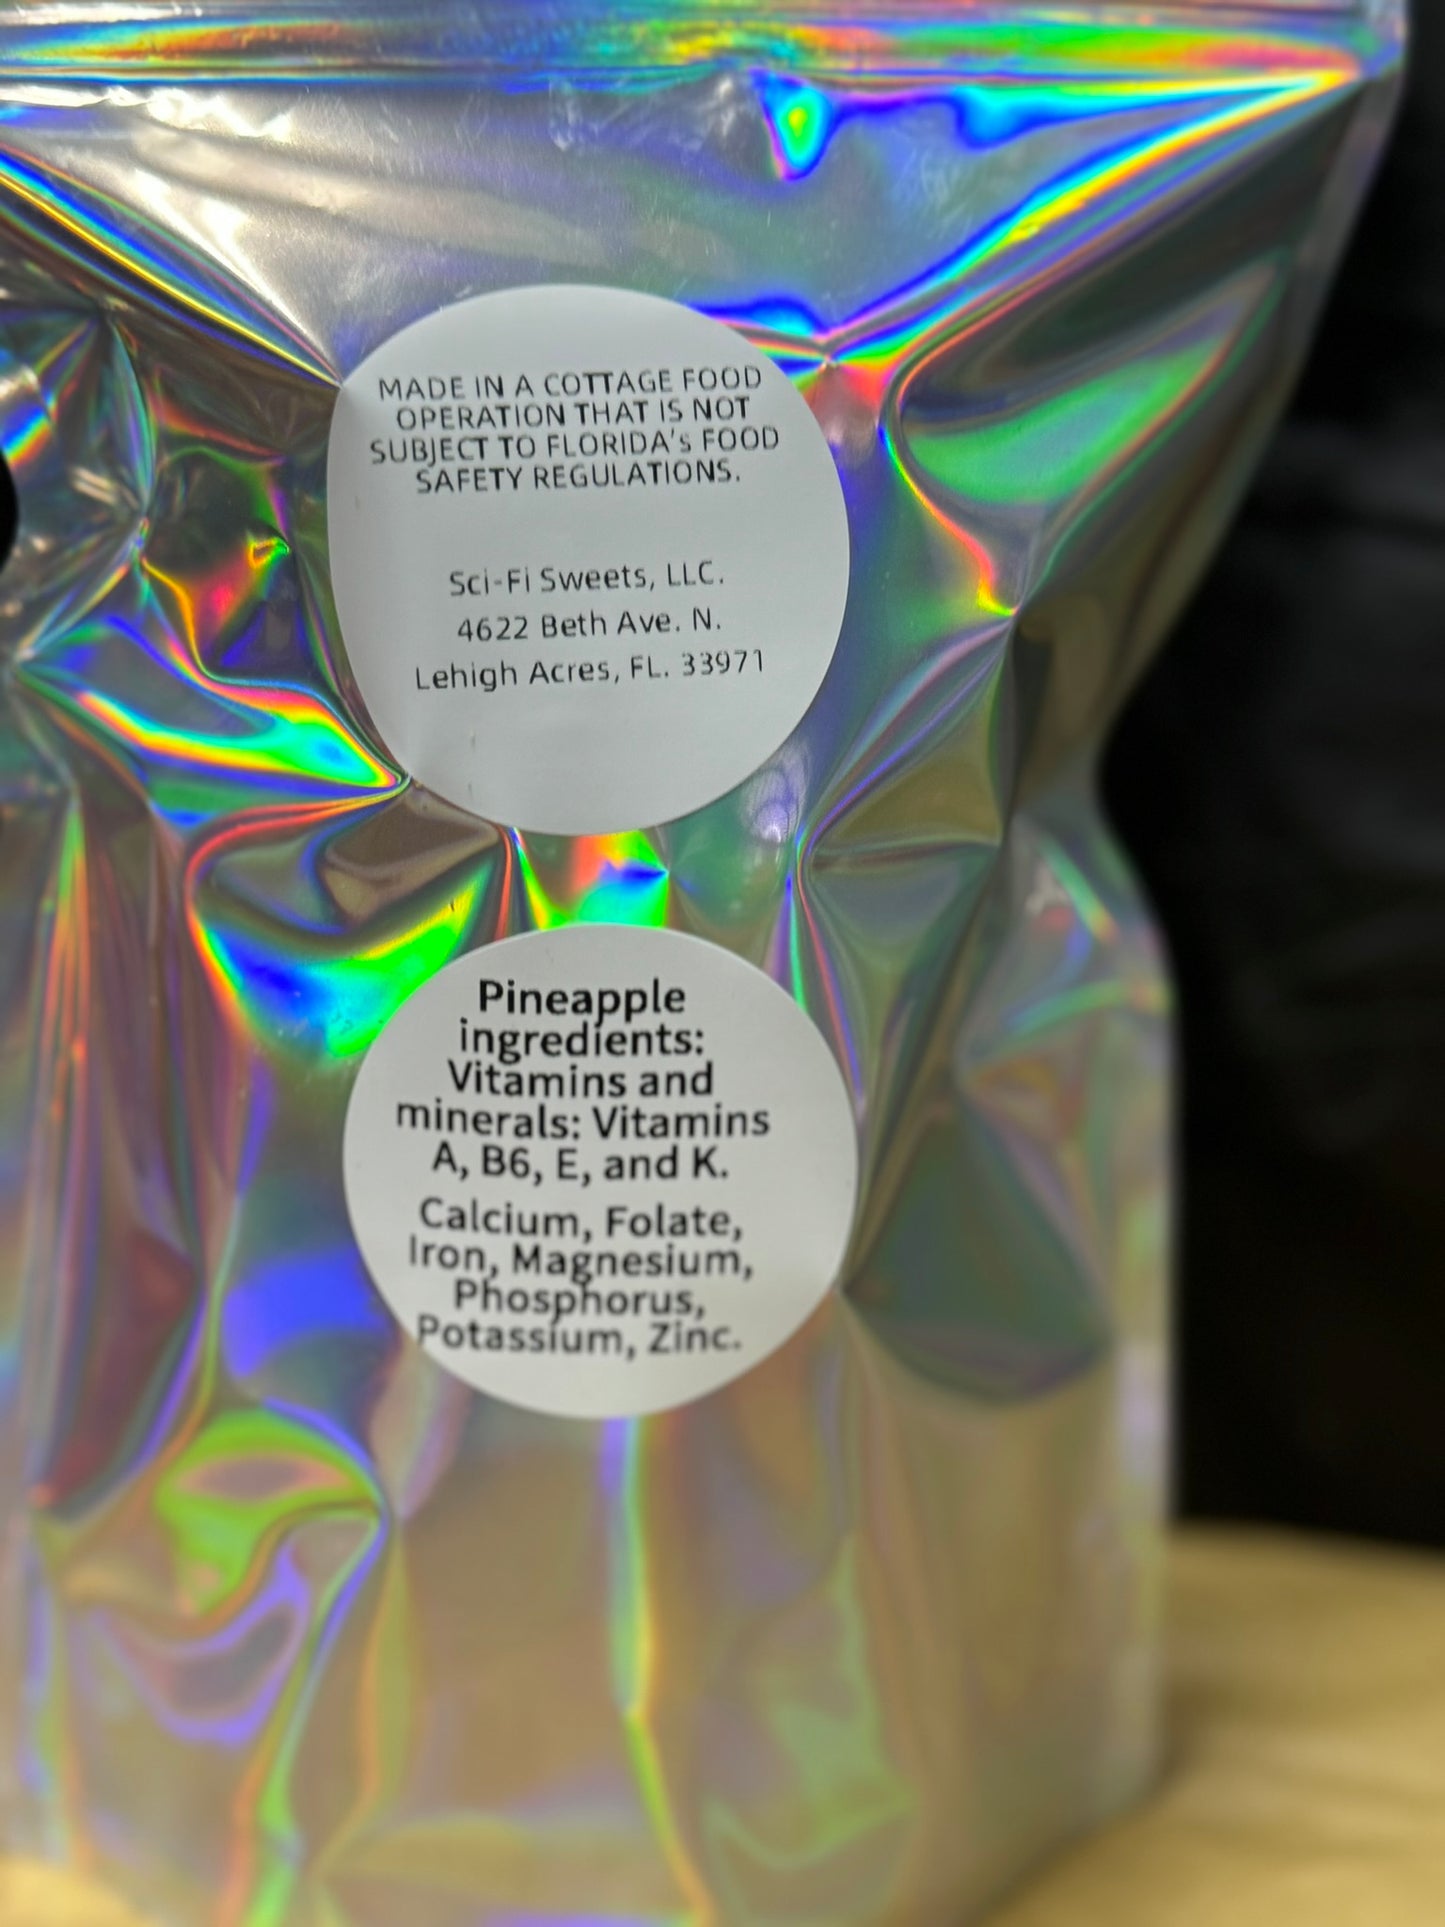 MADE IN A COTTAGE FOOD
OPERATION THAT IS NOT
SUBJECT TO FLORIDA's FOOD
SAFETY REGULATIONS.
Sci-Fi Sweets, LLC.
4622 Beth Ave. N.
Lehigh Acres, FL. 33971
Pineapple
ingredients:
Vitamins and
minerals: Vitamins
A, B6, E, and K.
Calcium, Folate,
Iron, Magnesium,
Phosphorus,
Potassium, Zinc.